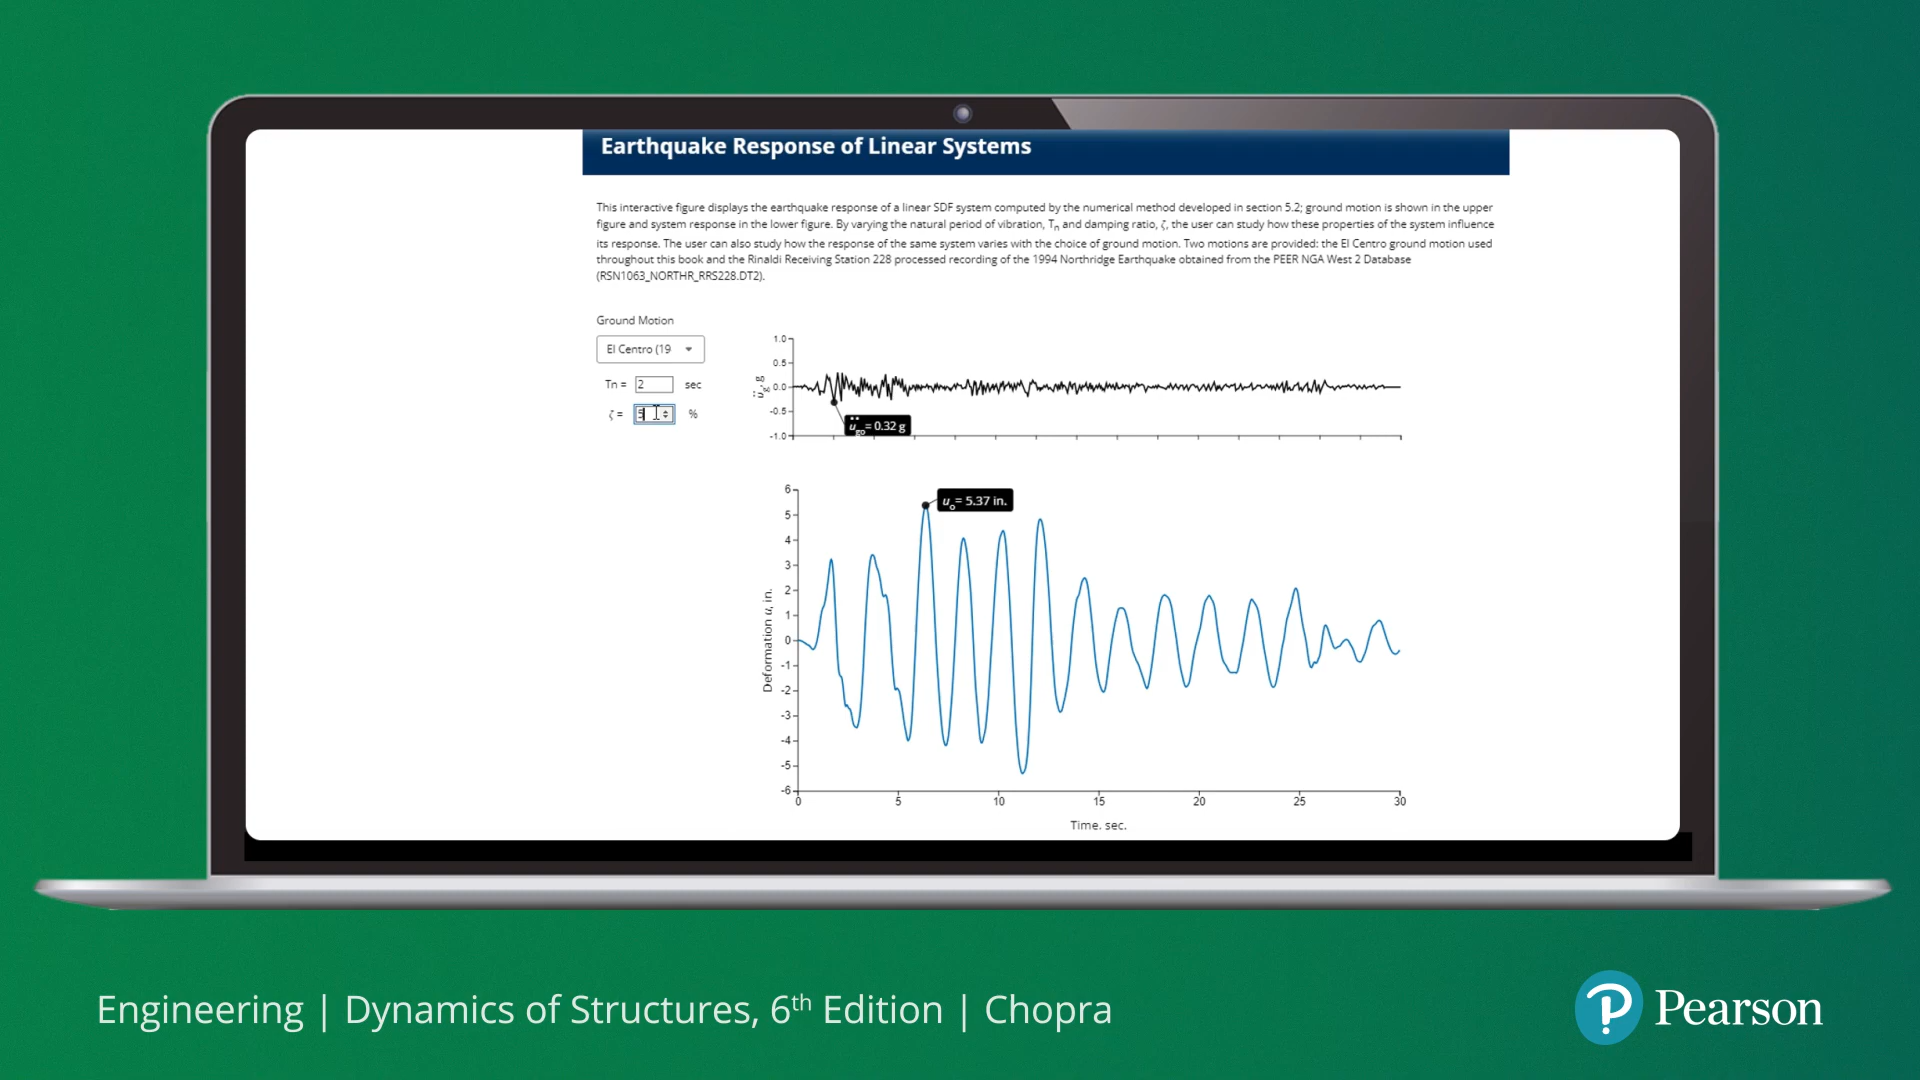 Earthquake Response of Linear Systems
This interactive figure displays the earthquake response of a linear SDF system computed by the numerical method developed in section 5.2; ground motion is shown in the upper
figure and system response in the lower figure. By varying the natural period of vibration, Tn and damping ratio, ζ, the user can study how these properties of the system influence
its response. The user can also study how the response of the same system varies with the choice of ground motion. Two motions are provided: the El Centro ground motion used
throughout this book and the Rinaldi Receiving Station 228 processed recording of the 1994 Northridge Earthquake obtained from the PEER NGA West 2 Database
(RSN1063_NORTHR_RRS228.DT2).
Ground Motion
El Centro (19
Tn = 2 sec
ζ = 5 %
1.0
0.5
0.0
-0.5
-1.0
üg, g
ügo = 0.32 g
6
5
4
3
2
1
0
-1
-2
-3
-4
-5
-6
Deformation u, in.
uo = 5.37 in.
0 5 10 15 20 25 30
Time. sec.
Engineering | Dynamics of Structures, 6th Edition | Chopra
Pearson